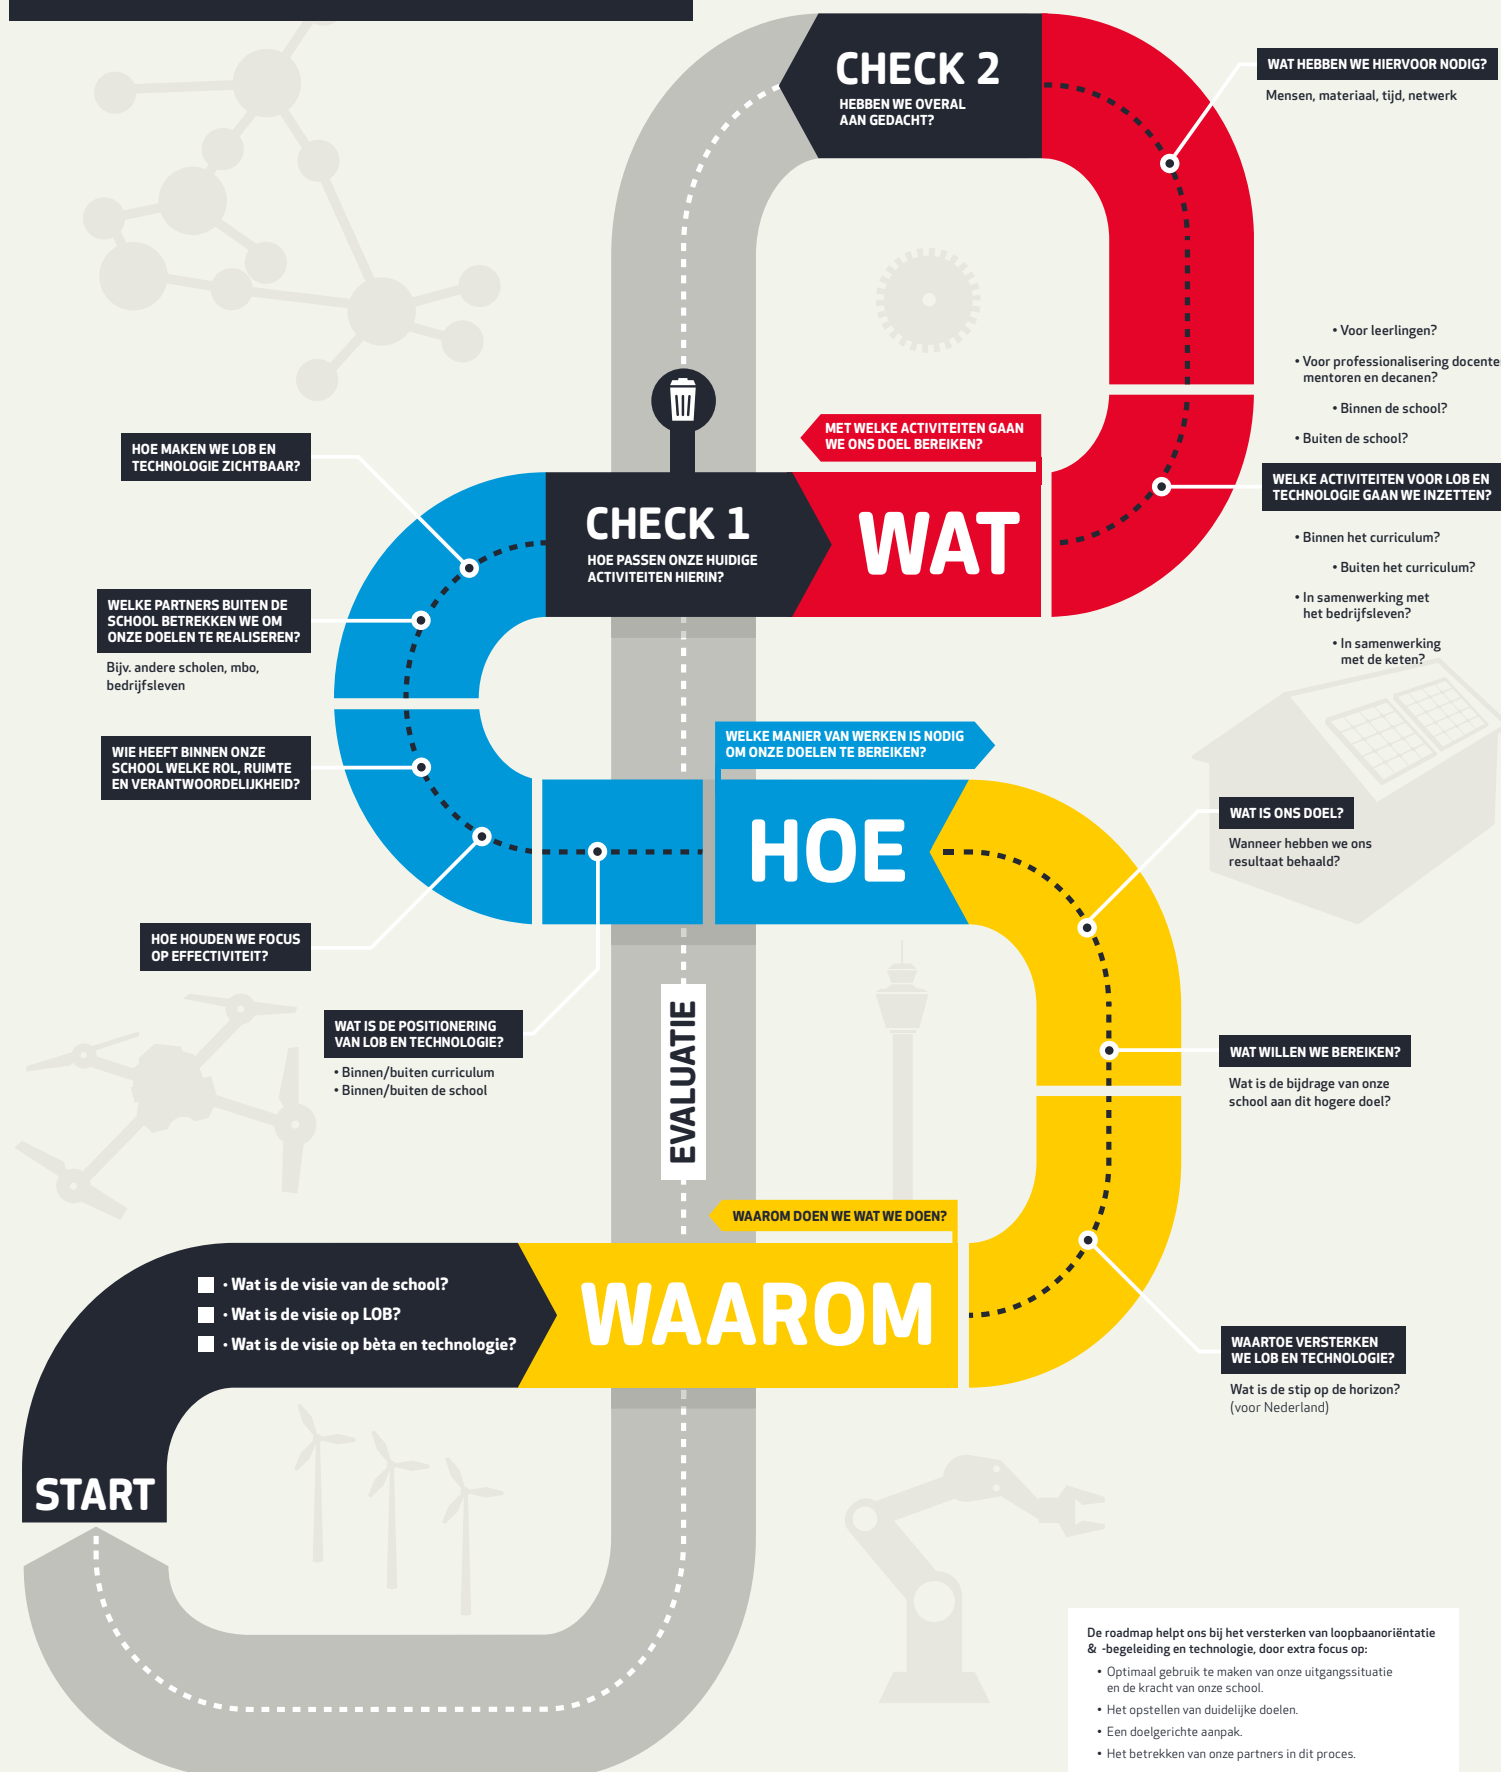 CHECK 2
HEBBEN WE OVERAL
AAN GEDACHT?
WAT HEBBEN WE HIERVOOR NODIG?
Mensen, materiaal, tijd, netwerk
• Voor leerlingen?
• Voor professionalisering docente
mentoren en decanen?
• Binnen de school?
• Buiten de school?
WELKE ACTIVITEITEN VOOR LOB EN
TECHNOLOGIE GAAN WE INZETTEN?
• Binnen het curriculum?
• Buiten het curriculum?
• In samenwerking met
het bedrijfsleven?
• In samenwerking
met de keten?
MET WELKE ACTIVITEITEN GAAN
WE ONS DOEL BEREIKEN?
WAT
CHECK 1
HOE PASSEN ONZE HUIDIGE
ACTIVITEITEN HIERIN?
HOE MAKEN WE LOB EN
TECHNOLOGIE ZICHTBAAR?
WELKE PARTNERS BUITEN DE
SCHOOL BETREKKEN WE OM
ONZE DOELEN TE REALISEREN?
Bijv. andere scholen, mbo,
bedrijfsleven
WIE HEEFT BINNEN ONZE
SCHOOL WELKE ROL, RUIMTE
EN VERANTWOORDELIJKHEID?
HOE HOUDEN WE FOCUS
OP EFFECTIVITEIT?
WAT IS DE POSITIONERING
VAN LOB EN TECHNOLOGIE?
• Binnen/buiten curriculum
• Binnen/buiten de school
WELKE MANIER VAN WERKEN IS NODIG
OM ONZE DOELEN TE BEREIKEN?
HOE
WAT IS ONS DOEL?
Wanneer hebben we ons
resultaat behaald?
WAT WILLEN WE BEREIKEN?
Wat is de bijdrage van onze
school aan dit hogere doel?
EVALUATIE
WAAROM DOEN WE WAT WE DOEN?
WAAROM
WAARTOE VERSTERKEN
WE LOB EN TECHNOLOGIE?
Wat is de stip op de horizon?
(voor Nederland)
• Wat is de visie van de school?
• Wat is de visie op LOB?
• Wat is de visie op bèta en technologie?
START
De roadmap helpt ons bij het versterken van loopbaanoriëntatie
& -begeleiding en technologie, door extra focus op:
• Optimaal gebruik te maken van onze uitgangssituatie
en de kracht van onze school.
• Het opstellen van duidelijke doelen.
• Een doelgerichte aanpak.
• Het betrekken van onze partners in dit proces.